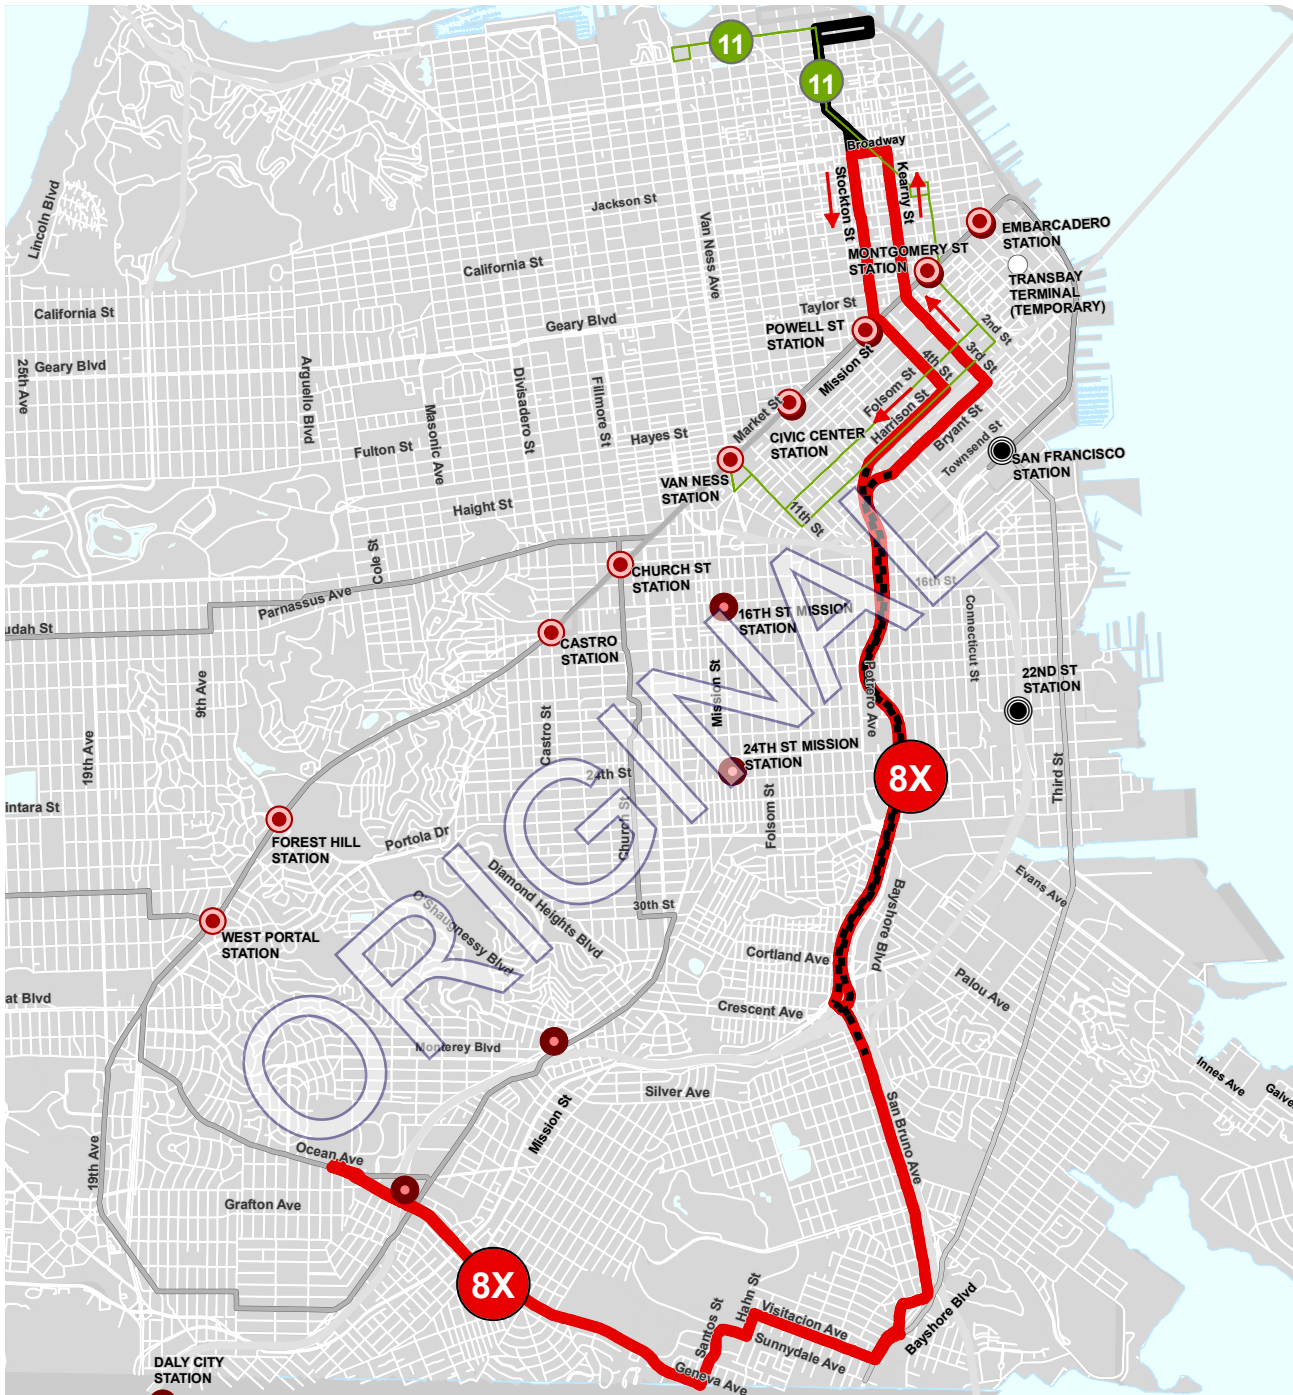 11
11
Broadway
Stockton St
Kearny St
Lincoln Blvd
Jackson St
Van Ness Ave
EMBARCADERO
STATION
MONTGOMERY ST
STATION
California St
TRANSBAY
TERMINAL
(TEMPORARY)
California St
Taylor St
Geary Blvd
POWELL ST
STATION
2nd St
3rd St
4th St
Mission St
Geary Blvd
25th Ave
Arguello Blvd
Divisadero St
Fillmore St
Masonic Ave
Folsom St
Harrison St
Bryant St
Townsend St
Market St
Hayes St
Fulton St
CIVIC CENTER
STATION
SAN FRANCISCO
STATION
VAN NESS
STATION
Haight St
11th St
Cole St
CHURCH ST
STATION
16th St
Parnassus Ave
16TH ST MISSION
STATION
Connecticut St
udah St
CASTRO
STATION
9th Ave
Mission St
Potrero Ave
22ND ST
STATION
19th Ave
Castro St
24TH ST MISSION
STATION
24th St
8X
Third St
intara St
Church St
Folsom St
FOREST HILL
STATION
Portola Dr
Diamond Heights Blvd
O'Shaugnessy Blvd
30th St
Evans Ave
Bayshore Blvd
WEST PORTAL
STATION
Cortland Ave
Palou Ave
at Blvd
Crescent Ave
Monterey Blvd
ORIGINAL
Silver Ave
Innes Ave
Galve
Mission St
San Bruno Ave
19th Ave
Ocean Ave
Grafton Ave
8X
Santos St
Hahn St
Visitacion Ave
Sunnydale Ave
Bayshore Blvd
Geneva Ave
DALY CITY
STATION